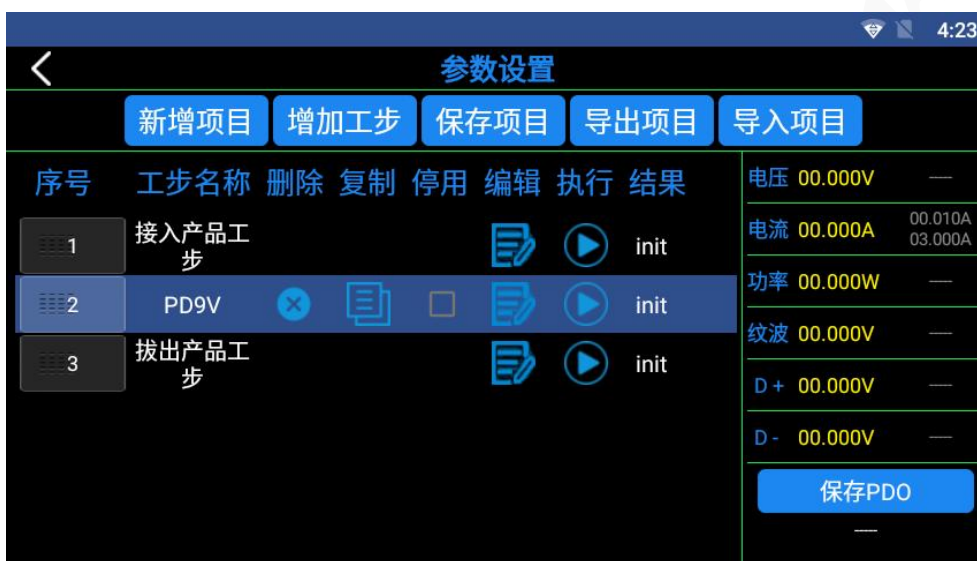 4:23
参数设置
新增项目 增加工步 保存项目 导出项目 导入项目
序号 工步名称 删除 复制 停用 编辑 执行 结果
1 接入产品工步 init
2 PD9V init
3 拔出产品工步 init
电压 00.000V ----
电流 00.000A 00.010A
03.000A
功率 00.000W ----
纹波 00.000V ----
D+ 00.000V ----
D- 00.000V ----
保存PDO
----